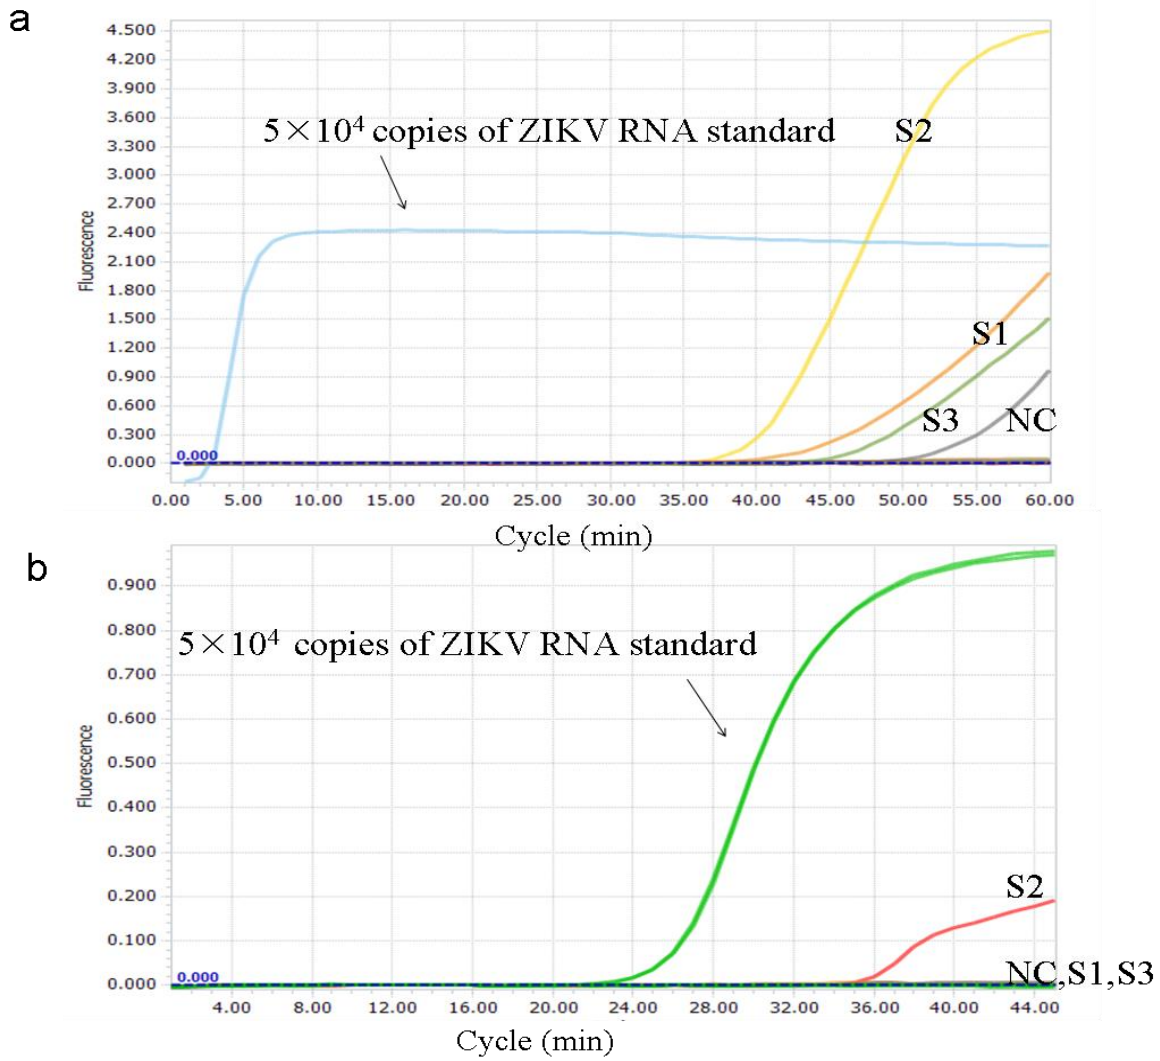 a
4.500
4.200
3.900
3.600
5×10⁴ copies of ZIKV RNA standard
S2
3.300
3.000
2.700
2.400
2.100
1.800
1.500
1.200
0.900
0.600
0.300
0.000
Fluorescence
S1
S3
NC
0.000
0.00 5.00 10.00 15.00 20.00 25.00 30.00 35.00 40.00 45.00 50.00 55.00 60.00
Cycle (min)
b
0.900
0.800
5×10⁴ copies of ZIKV RNA standard
0.700
0.600
0.500
0.400
0.300
0.200
0.100
0.000
Fluorescence
S2
NC,S1,S3
0.000
4.00 8.00 12.00 16.00 20.00 24.00 28.00 32.00 36.00 40.00 44.00
Cycle (min)